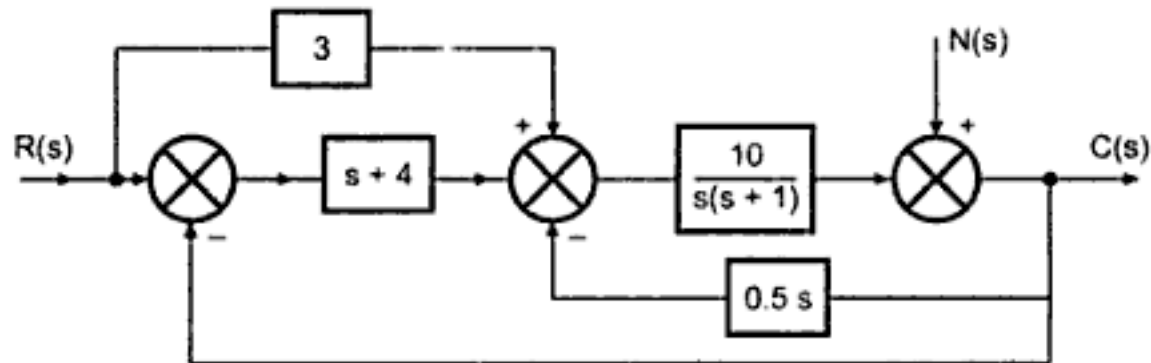 3
N(s)
+
+
R(s)
s + 4
10
s(s + 1)
C(s)
−
−
0.5 s